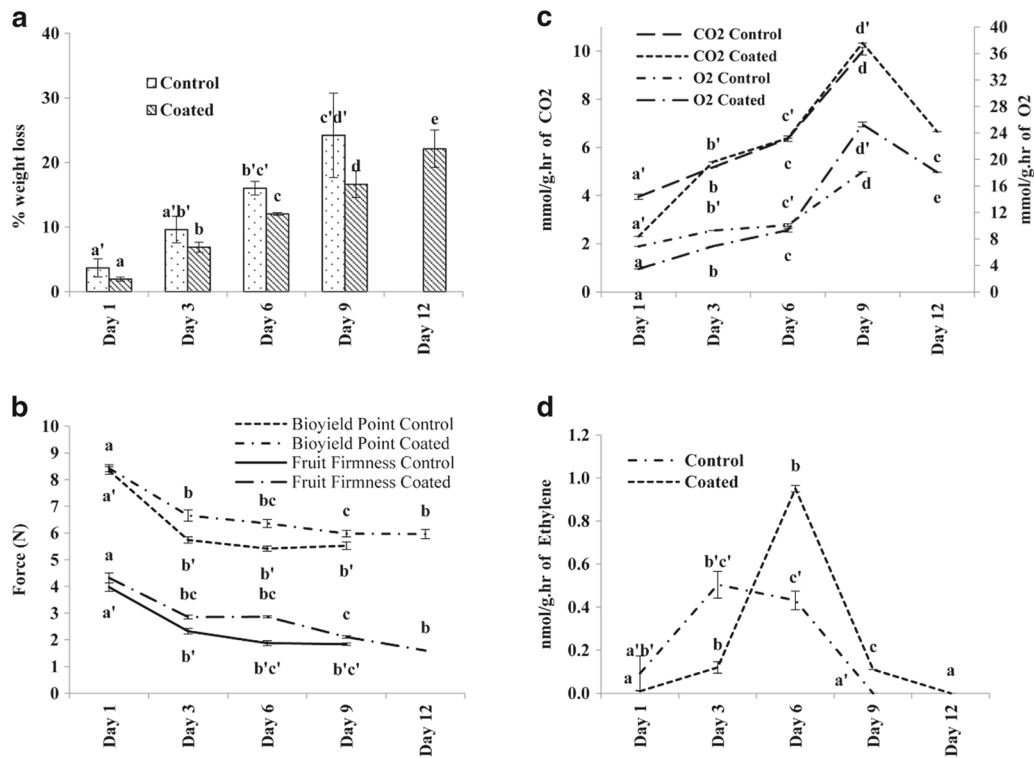 a
40
30
20
10
0
% weight loss
Control
Coated
a'
a
a'b'
b
b'c'
c
c'd'
d
e
Day 1
Day 3
Day 6
Day 9
Day 12
b
10
9
8
7
6
5
4
3
2
1
0
Force (N)
Bioyield Point Control
Bioyield Point Coated
Fruit Firmness Control
Fruit Firmness Coated
a
b
bc
c
b
a'
b'
b'
b'
a
bc
bc
c
b
a'
b'
b'c'
b'c'
Day 1
Day 3
Day 6
Day 9
Day 12
c
10
8
6
4
2
0
mmol/g.hr of CO2
40
36
32
28
24
20
16
12
8
4
0
mmol/g.hr of O2
CO2 Control
CO2 Coated
O2 Control
O2 Coated
d'
d
c'
b'
a'
b
c
d'
c
a'
b'
c'
d
e
a
b
c
a
Day 1
Day 3
Day 6
Day 9
Day 12
d
1.2
1.0
0.8
0.6
0.4
0.2
0.0
nmol/g.hr of Ethylene
Control
Coated
b
b'c'
c'
a'b'
b
c
a
a'
a
Day 1
Day 3
Day 6
Day 9
Day 12